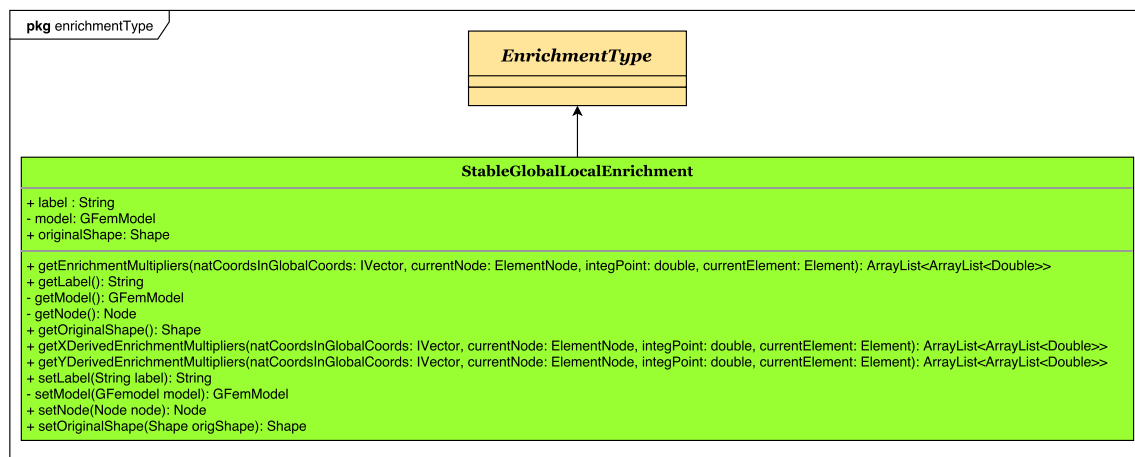 pkg enrichmentType
EnrichmentType
StableGlobalLocalEnrichment
+ label : String
- model: GFemModel
+ originalShape: Shape
+ getEnrichmentMultipliers(natCoordsInGlobalCoords: IVector, currentNode: ElementNode, integPoint: double, currentElement: Element): ArrayList<ArrayList<Double>>
+ getLabel(): String
- getModel(): GFemModel
- getNode(): Node
+ getOriginalShape(): Shape
+ getXDerivedEnrichmentMultipliers(natCoordsInGlobalCoords: IVector, currentNode: ElementNode, integPoint: double, currentElement: Element): ArrayList<ArrayList<Double>>
+ getYDerivedEnrichmentMultipliers(natCoordsInGlobalCoords: IVector, currentNode: ElementNode, integPoint: double, currentElement: Element): ArrayList<ArrayList<Double>>
+ setLabel(String label): String
- setModel(GFemodel model): GFemModel
+ setNode(Node node): Node
+ setOriginalShape(Shape origShape): Shape